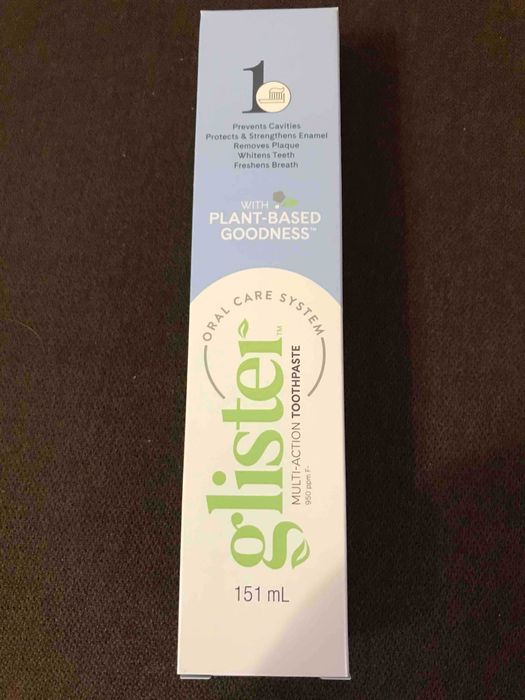 1
Prevents Cavities
Protects & Strengthens Enamel
Removes Plaque
Whitens Teeth
Freshens Breath
WITH
PLANT-BASED
GOODNESS™
ORAL CARE SYSTEM
glister™
MULTI-ACTION TOOTHPASTE
950 ppm F-
151 mL